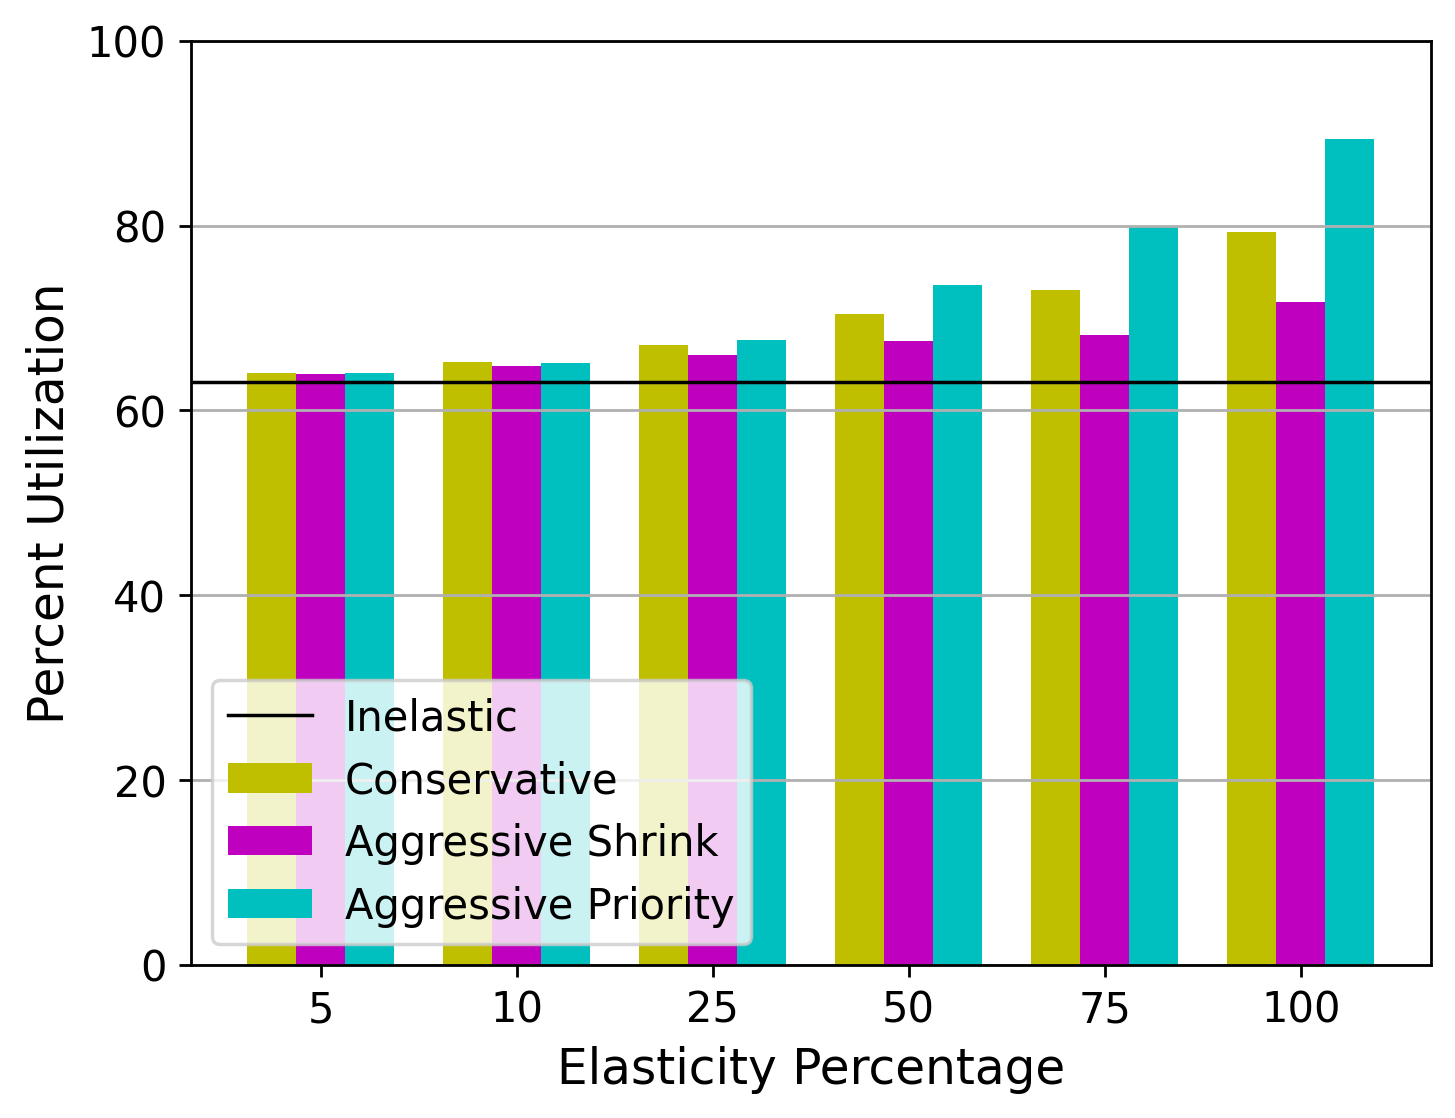 100
80
60
40
20
0
Percent Utilization
Inelastic
Conservative
Aggressive Shrink
Aggressive Priority
5 10 25 50 75 100
Elasticity Percentage